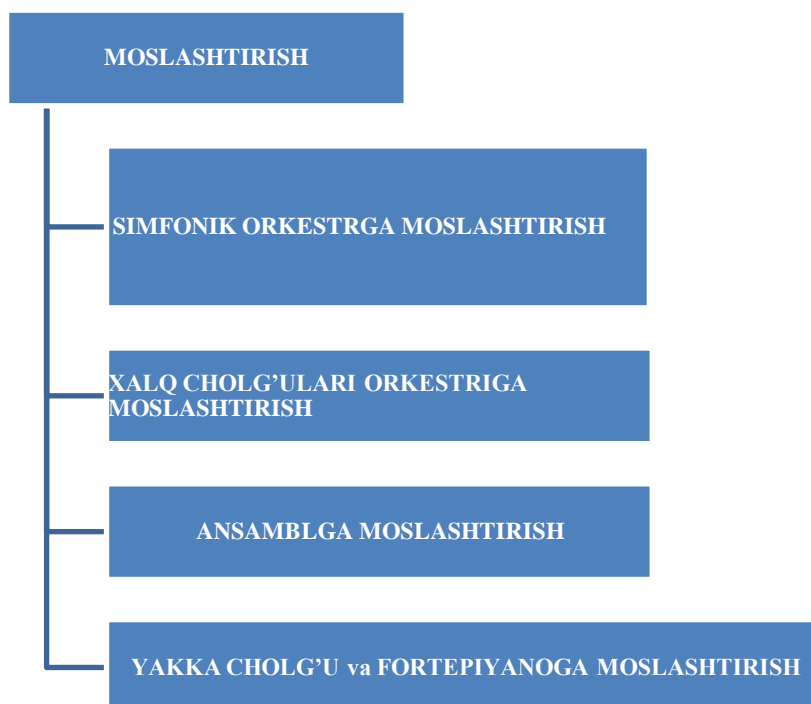 MOSLASHTIRISH
SIMFONIK ORKESTRGA MOSLASHTIRISH
XALQ CHOLG’ULARI ORKESTRIGA
MOSLASHTIRISH
ANSAMBLGA MOSLASHTIRISH
YAKKA CHOLG’U va FORTEPIYANOGA MOSLASHTIRISH